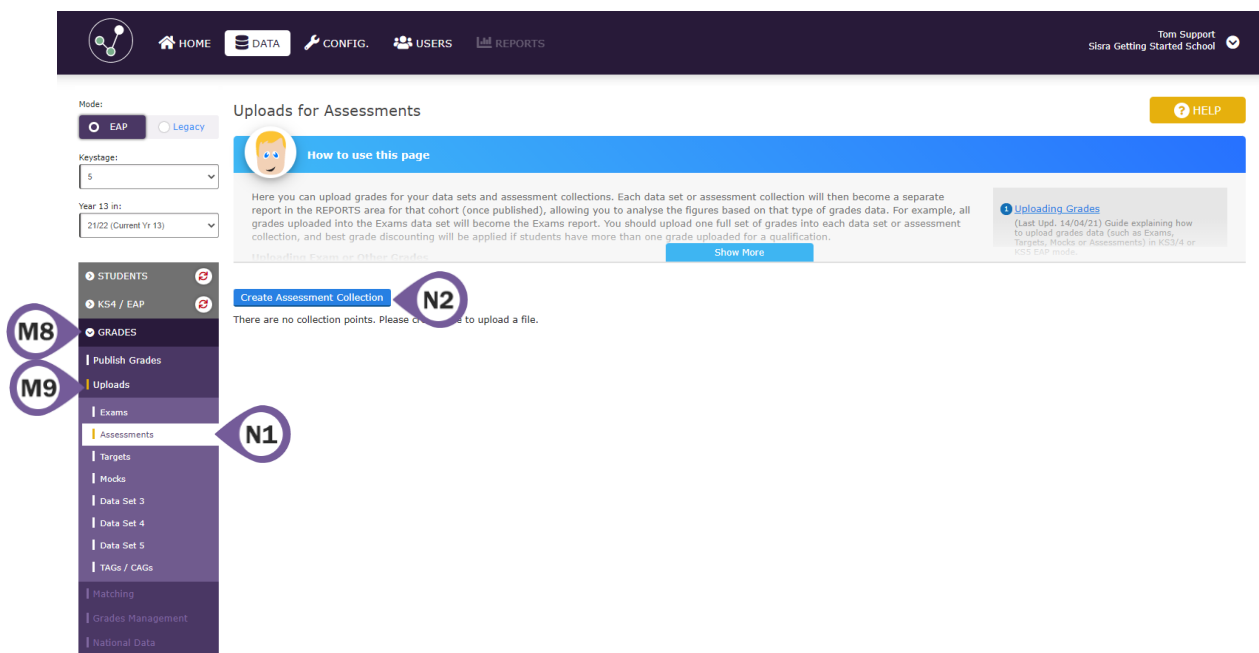 HOME
DATA
CONFIG.
USERS
REPORTS
Tom Support
Sisra Getting Started School
Mode:
EAP
Legacy
Keystage:
5
Year 13 in:
21/22 (Current Yr 13)
STUDENTS
KS4 / EAP
M8
GRADES
Publish Grades
M9
Uploads
Exams
Assessments
N1
Targets
Mocks
Data Set 3
Data Set 4
Data Set 5
TAGs / CAGs
Matching
Grades Management
National Data
Uploads for Assessments
? HELP
How to use this page
Here you can upload grades for your data sets and assessment collections. Each data set or assessment collection will then become a separate
report in the REPORTS area for that cohort (once published), allowing you to analyse the figures based on that type of grades data. For example, all
grades uploaded into the Exams data set will become the Exams report. You should upload one full set of grades into each data set or assessment
collection, and best grade discounting will be applied if students have more than one grade uploaded for a qualification.
Uploading Exam or Other Grades
Show More
1 Uploading Grades
(Last Upd. 14/04/21) Guide explaining how
to upload grades data (such as Exams,
Targets, Mocks or Assessments) in KS3/4 or
KS5 EAP mode.
Create Assessment Collection
N2
There are no collection points. Please to upload a file.